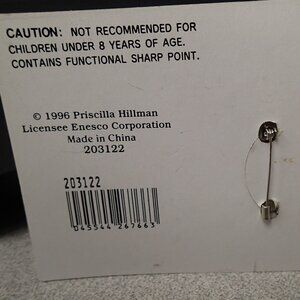 CAUTION: NOT RECOMMENDED FOR
CHILDREN UNDER 8 YEARS OF AGE.
CONTAINS FUNCTIONAL SHARP POINT.
© 1996 Priscilla Hillman
Licensee Enesco Corporation
Made in China
203122
203122
045544 267663